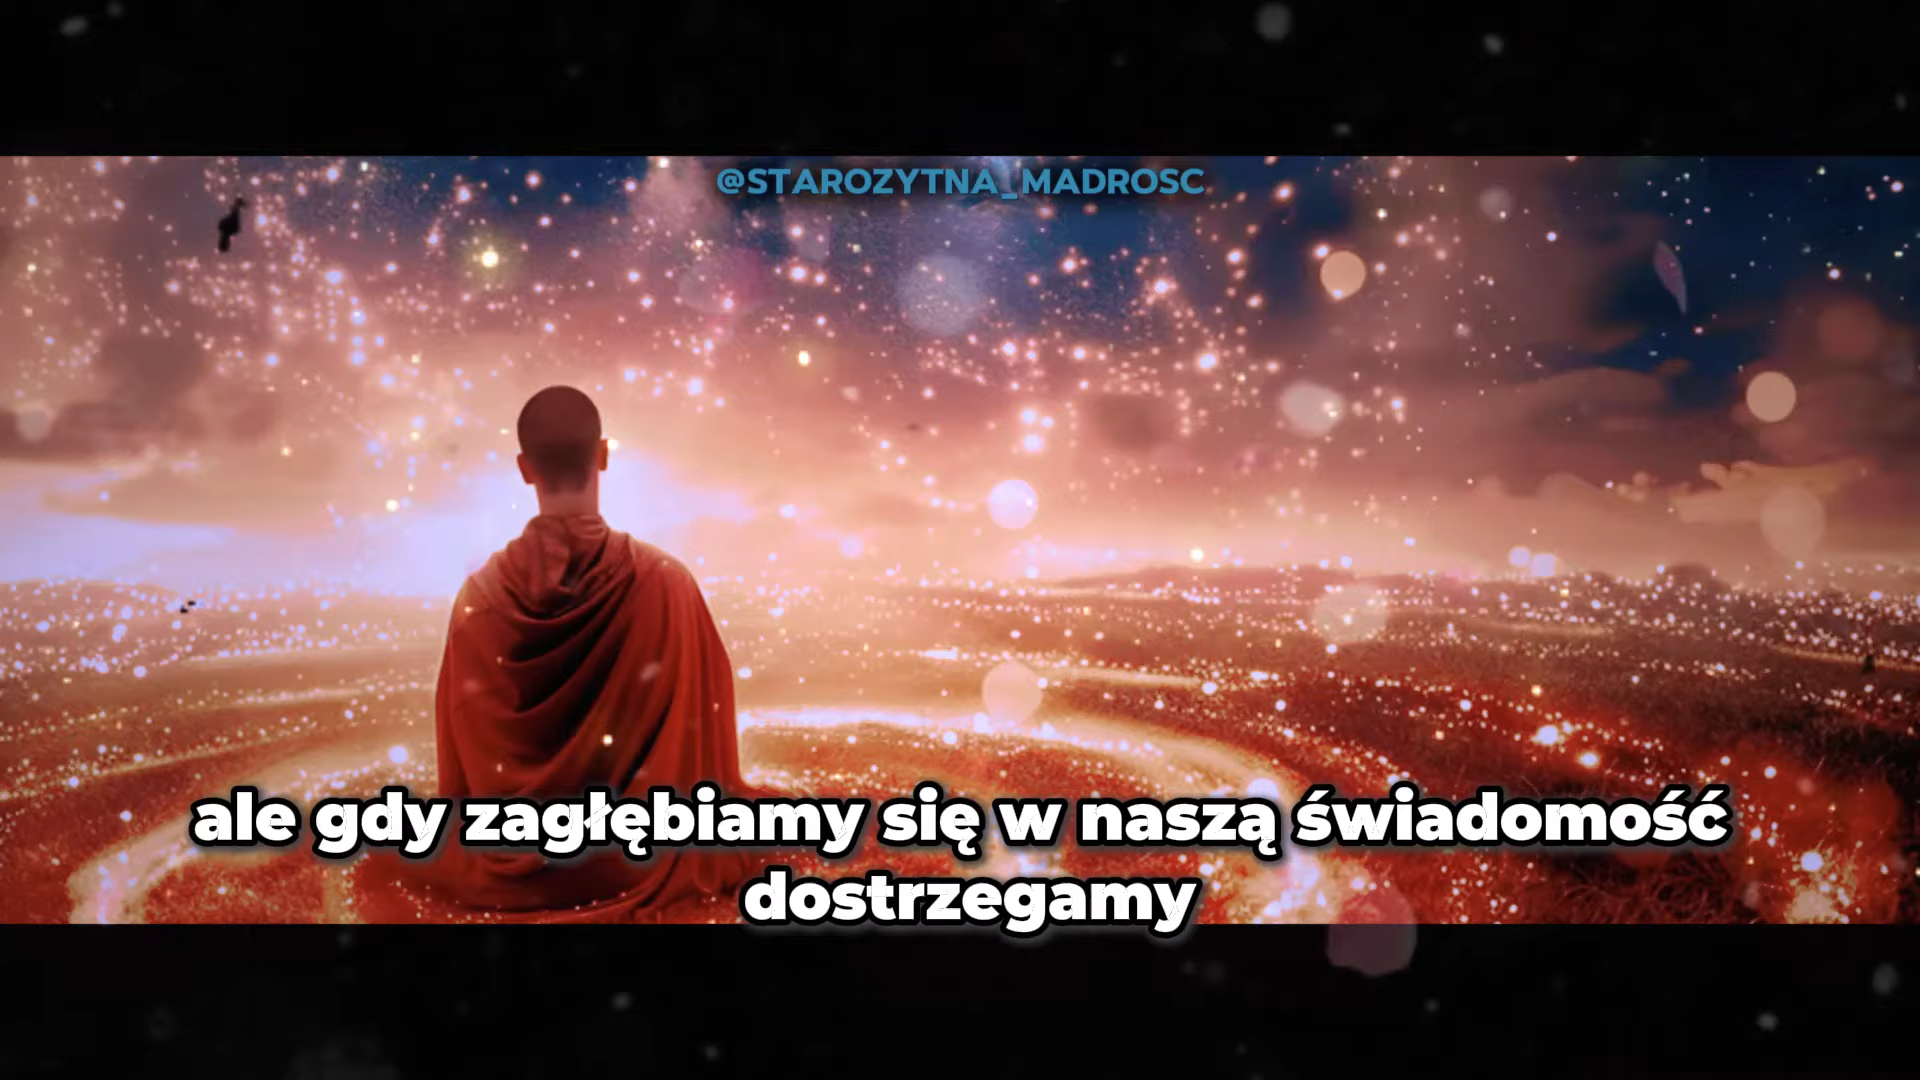 @STAROZYTNA_MADROSC
ale gdy zagłębiamy się w naszą świadomość
dostrzegamy